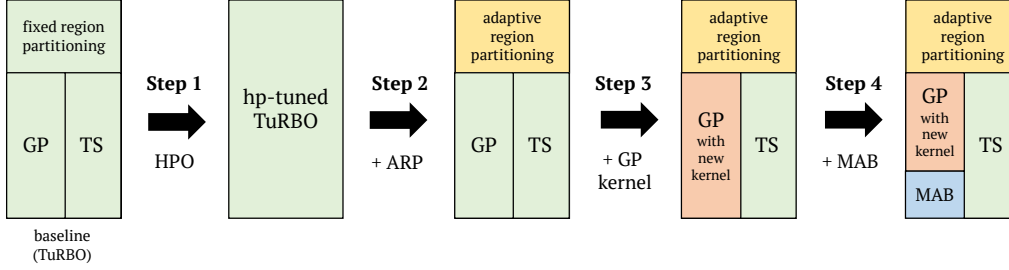 fixed region
partitioning
GP
TS
baseline
(TuRBO)
Step 1
HPO
hp-tuned
TuRBO
Step 2
+ ARP
adaptive
region
partitioning
GP
TS
Step 3
+ GP
kernel
adaptive
region
partitioning
GP
with
new
kernel
TS
Step 4
+ MAB
adaptive
region
partitioning
GP
with new
kernel
MAB
TS